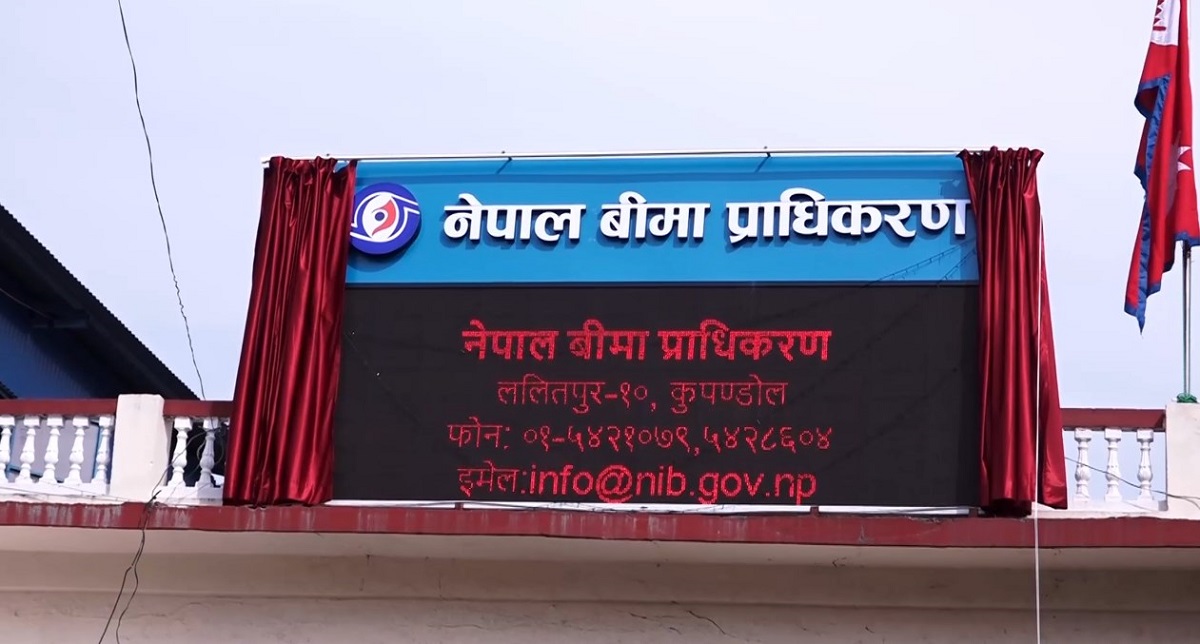 नेपाल बीमा प्राधिकरण
नेपाल बीमा प्राधिकरण
ललितपुर-१०, कुपण्डोल
फोन: ०१-५४२१०७९,५४२८६०४
इमेल:info@nib.gov.np